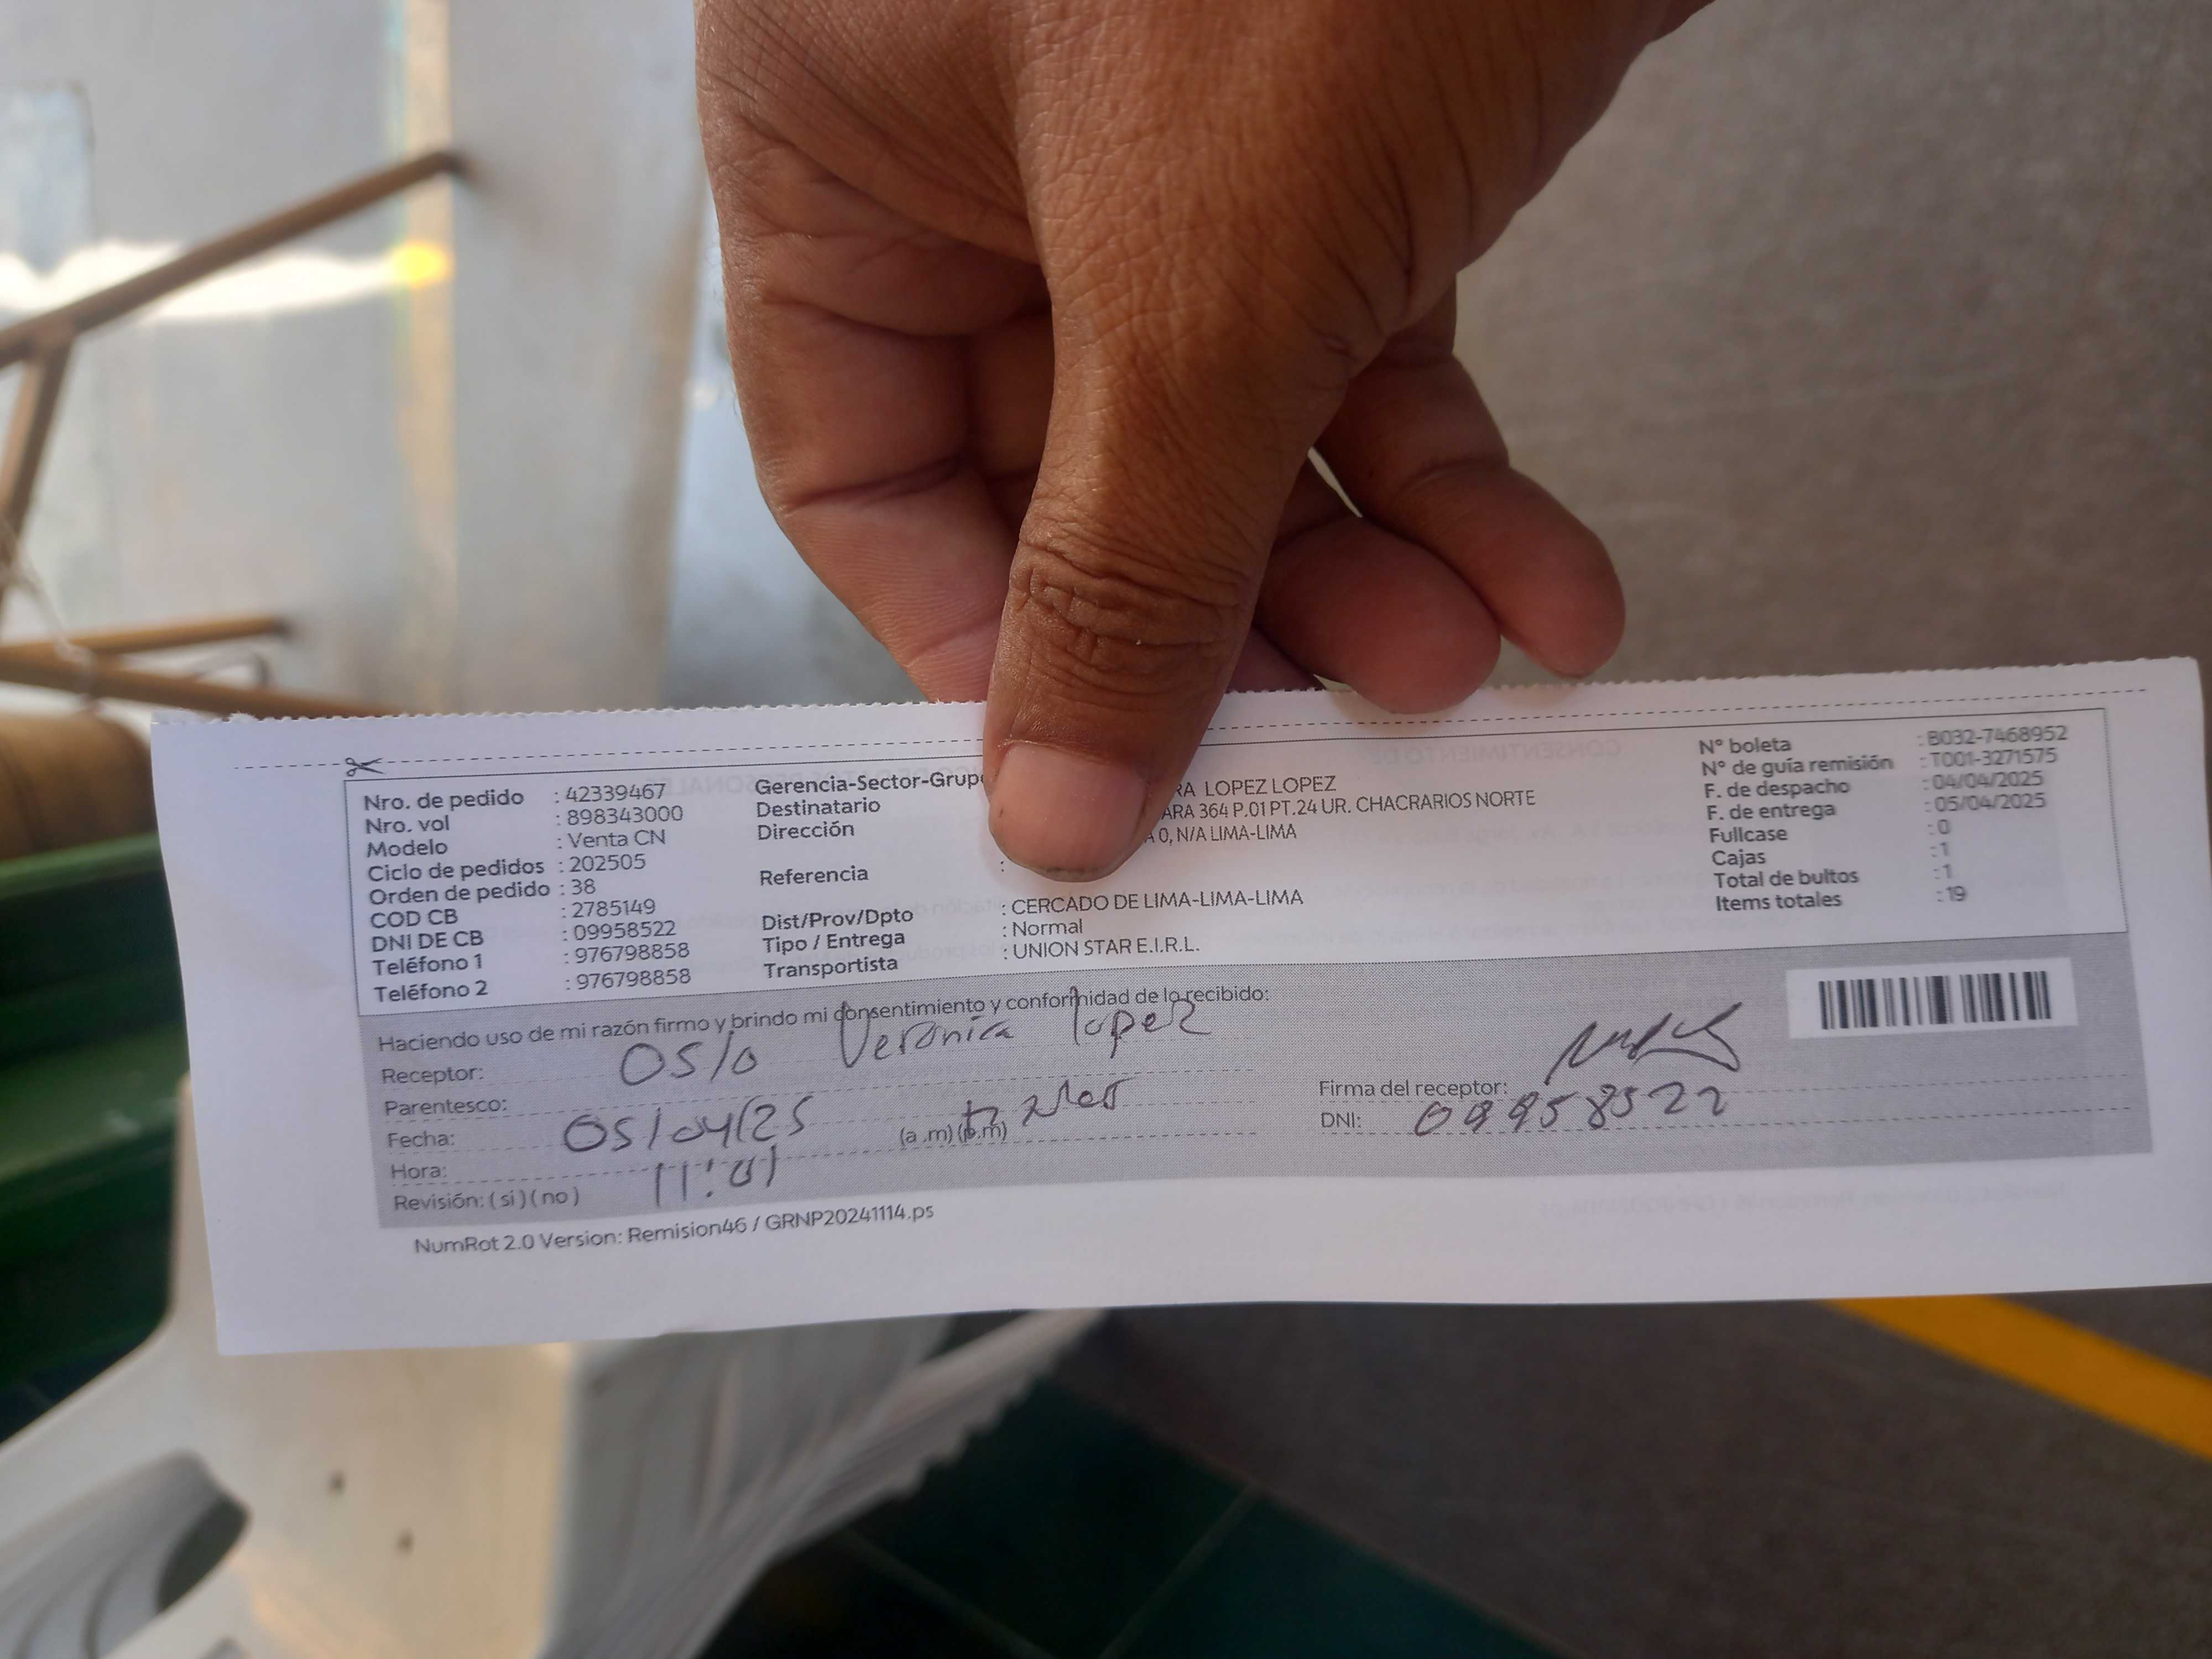 Nro. de pedido : 42339467
Nro. vol : 898343000
Modelo : Venta CN
Ciclo de pedidos : 202505
Orden de pedido : 38
COD CB : 2785149
DNI DE CB : 09958522
Teléfono 1 : 976798858
Teléfono 2 : 976798858
Gerencia-Sector-Grup
Destinatario RA LOPEZ LOPEZ
Dirección ARA 364 P.01 PT.24 UR. CHACRARIOS NORTE
A 0, N/A LIMA-LIMA
Referencia :
Dist/Prov/Dpto : CERCADO DE LIMA-LIMA-LIMA
Tipo / Entrega : Normal
Transportista : UNION STAR E.I.R.L.
N° boleta : B032-7468952
N° de guía remisión : T001-3271575
F. de despacho : 04/04/2025
F. de entrega : 05/04/2025
Fullcase : 0
Cajas : 1
Total de bultos : 1
Items totales : 19
Haciendo uso de mi razón firmo y brindo mi consentimiento y conformidad de lo recibido:
Receptor: Veronica lopez
Parentesco:
Fecha: 05/04/25 (a .m) (p.m)
Hora: 11:01
Revisión: ( si ) ( no )
Firma del receptor:
DNI: 09958522
NumRot 2.0 Version: Remision46 / GRNP20241114.ps